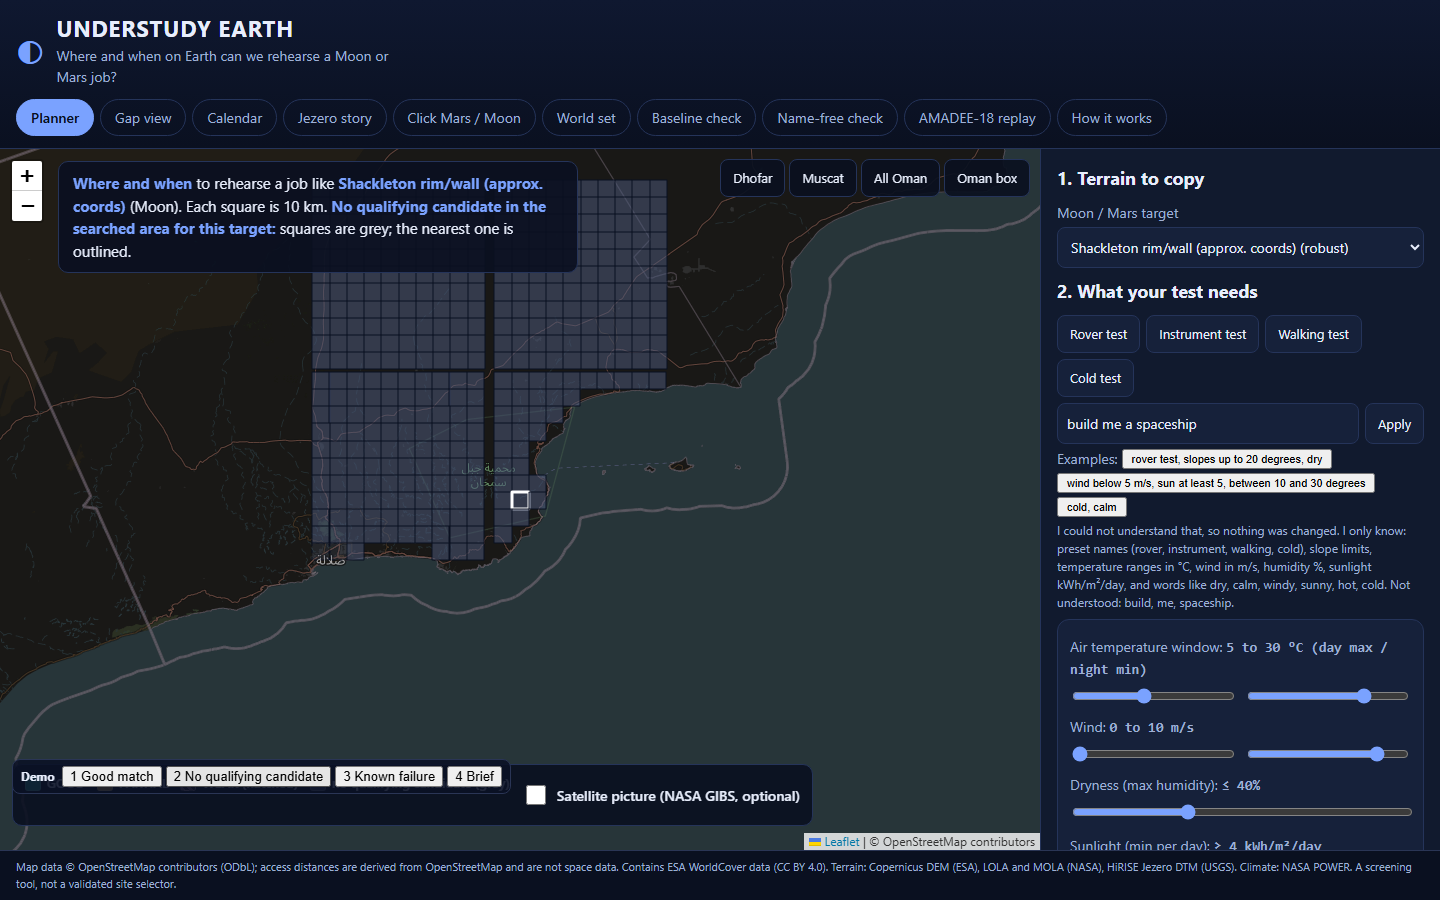 UNDERSTUDY EARTH
Where and when on Earth can we rehearse a Moon or
Mars job?
Planner
Gap view
Calendar
Jezero story
Click Mars / Moon
World set
Baseline check
Name-free check
AMADEE-18 replay
How it works
+
−
Where and when to rehearse a job like Shackleton rim/wall (approx.
coords) (Moon). Each square is 10 km. No qualifying candidate in the
searched area for this target: squares are grey; the nearest one is
outlined.
Dhofar
Muscat
All Oman
Oman box
محمية جبل
سمحان
صلالة
Demo
1 Good match
2 No qualifying candidate
3 Known failure
4 Brief
Satellite picture (NASA GIBS, optional)
Leaflet | © OpenStreetMap contributors
1. Terrain to copy
Moon / Mars target
Shackleton rim/wall (approx. coords) (robust)
2. What your test needs
Rover test
Instrument test
Walking test
Cold test
build me a spaceship
Apply
Examples: rover test, slopes up to 20 degrees, dry
wind below 5 m/s, sun at least 5, between 10 and 30 degrees
cold, calm
I could not understand that, so nothing was changed. I only know:
preset names (rover, instrument, walking, cold), slope limits,
temperature ranges in °C, wind in m/s, humidity %, sunlight
kWh/m²/day, and words like dry, calm, windy, sunny, hot, cold. Not
understood: build, me, spaceship.
Air temperature window: 5 to 30 °C (day max /
night min)
Wind: 0 to 10 m/s
Dryness (max humidity): ≤ 40%
Sunlight (min per day): ≥ 4 kWh/m²/day
Map data © OpenStreetMap contributors (ODbL); access distances are derived from OpenStreetMap and are not space data. Contains ESA WorldCover data (CC BY 4.0). Terrain: Copernicus DEM (ESA), LOLA and MOLA (NASA), HiRISE Jezero DTM (USGS). Climate: NASA POWER. A screening
tool, not a validated site selector.